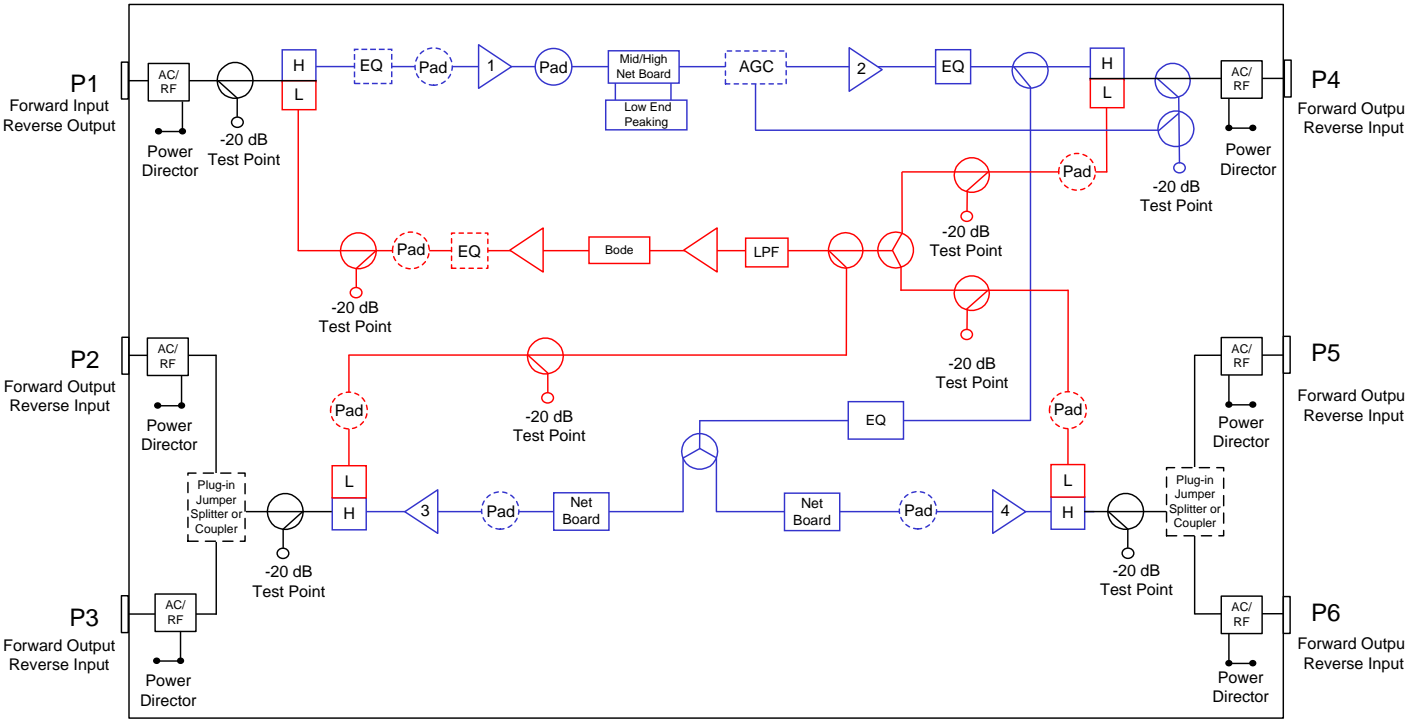 P1
Forward Input
Reverse Output
AC/
RF
Power
Director
-20 dB
Test Point
H
L
EQ
Pad
1
Pad
Mid/High
Net Board
Low End
Peaking
AGC
2
EQ
H
L
AC/
RF
P4
Forward Outpu
Reverse Input
Power
Director
-20 dB
Test Point
Pad
-20 dB
Test Point
Pad
EQ
Bode
LPF
-20 dB
Test Point
-20 dB
Test Point
P2
Forward Output
Reverse Input
AC/
RF
Power
Director
Pad
-20 dB
Test Point
EQ
Pad
AC/
RF
P5
Forward Outpu
Reverse Input
Power
Director
Plug-in
Jumper
Splitter or
Coupler
L
H
3
Pad
Net
Board
Net
Board
Pad
4
L
H
Plug-in
Jumper
Splitter or
Coupler
-20 dB
Test Point
-20 dB
Test Point
P3
Forward Output
Reverse Input
AC/
RF
Power
Director
AC/
RF
P6
Forward Outpu
Reverse Input
Power
Director